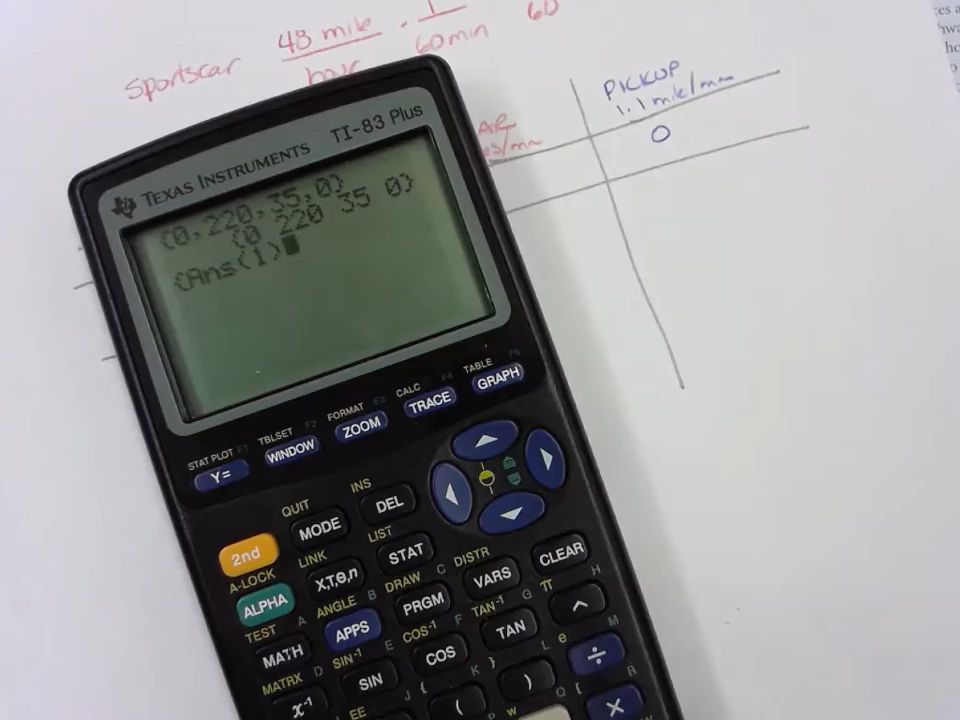 48 mile 1 60
sportscar hour 60min
PICKUP
1.1 mile/min
0
TEXAS INSTRUMENTS TI-83 Plus
{0,220,35,0}
{0 220 35 0}
{Ans(1)
STAT PLOT F1 TBLSET F2 FORMAT F3 CALC F4 TABLE F5
Y= WINDOW ZOOM TRACE GRAPH
QUIT INS
2nd MODE DEL
A-LOCK LINK LIST
ALPHA X,T,θ,n STAT
TEST A ANGLE B DRAW C DISTR
MATH APPS PRGM VARS CLEAR
MATRX D SIN⁻¹ E COS⁻¹ F TAN⁻¹ G π H
x⁻¹ SIN COS TAN ^
EE J { K } L e M
( ) ÷
P w Q [ R
×